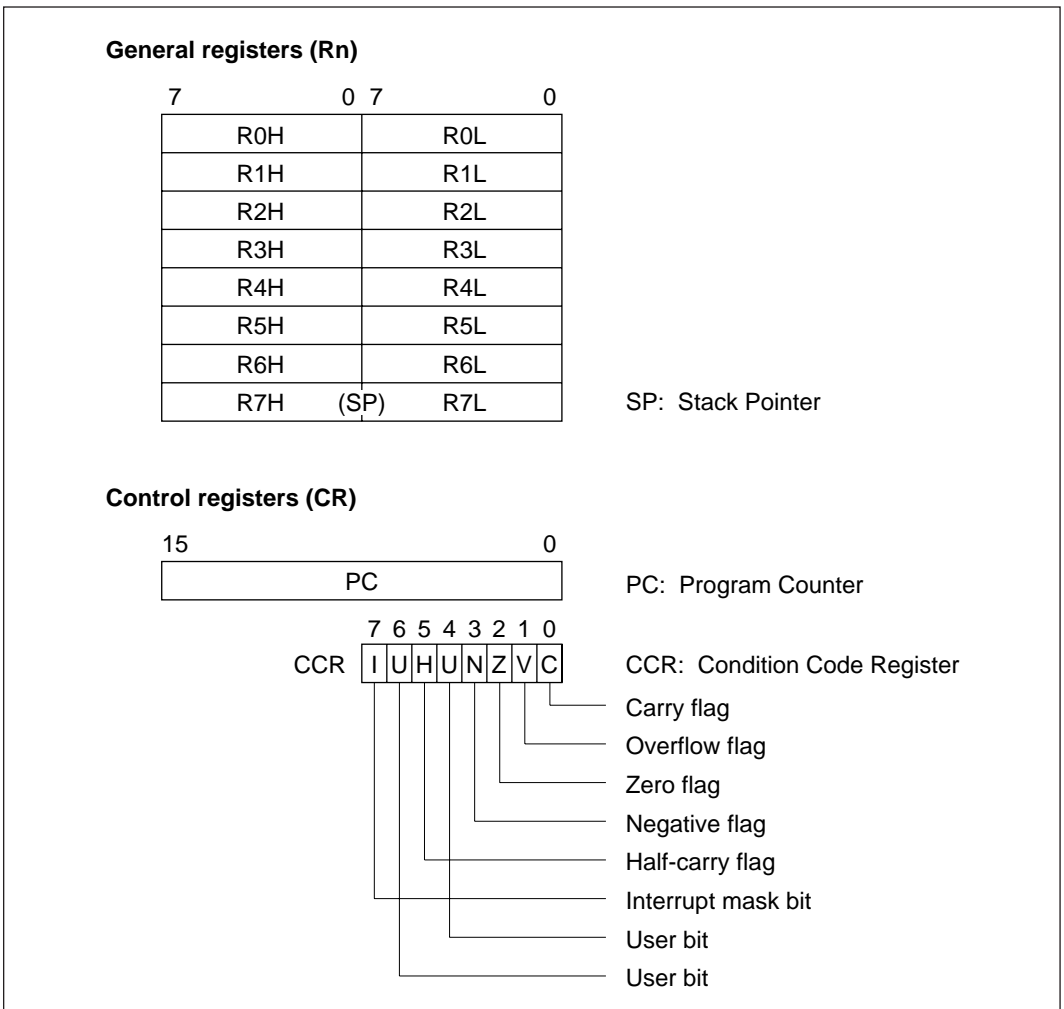 General registers (Rn)
7 0 7 0
R0H R0L
R1H R1L
R2H R2L
R3H R3L
R4H R4L
R5H R5L
R6H R6L
R7H (SP) R7L SP: Stack Pointer
Control registers (CR)
15 0
PC PC: Program Counter
7 6 5 4 3 2 1 0
CCR I U H U N Z V C CCR: Condition Code Register
Carry flag
Overflow flag
Zero flag
Negative flag
Half-carry flag
Interrupt mask bit
User bit
User bit